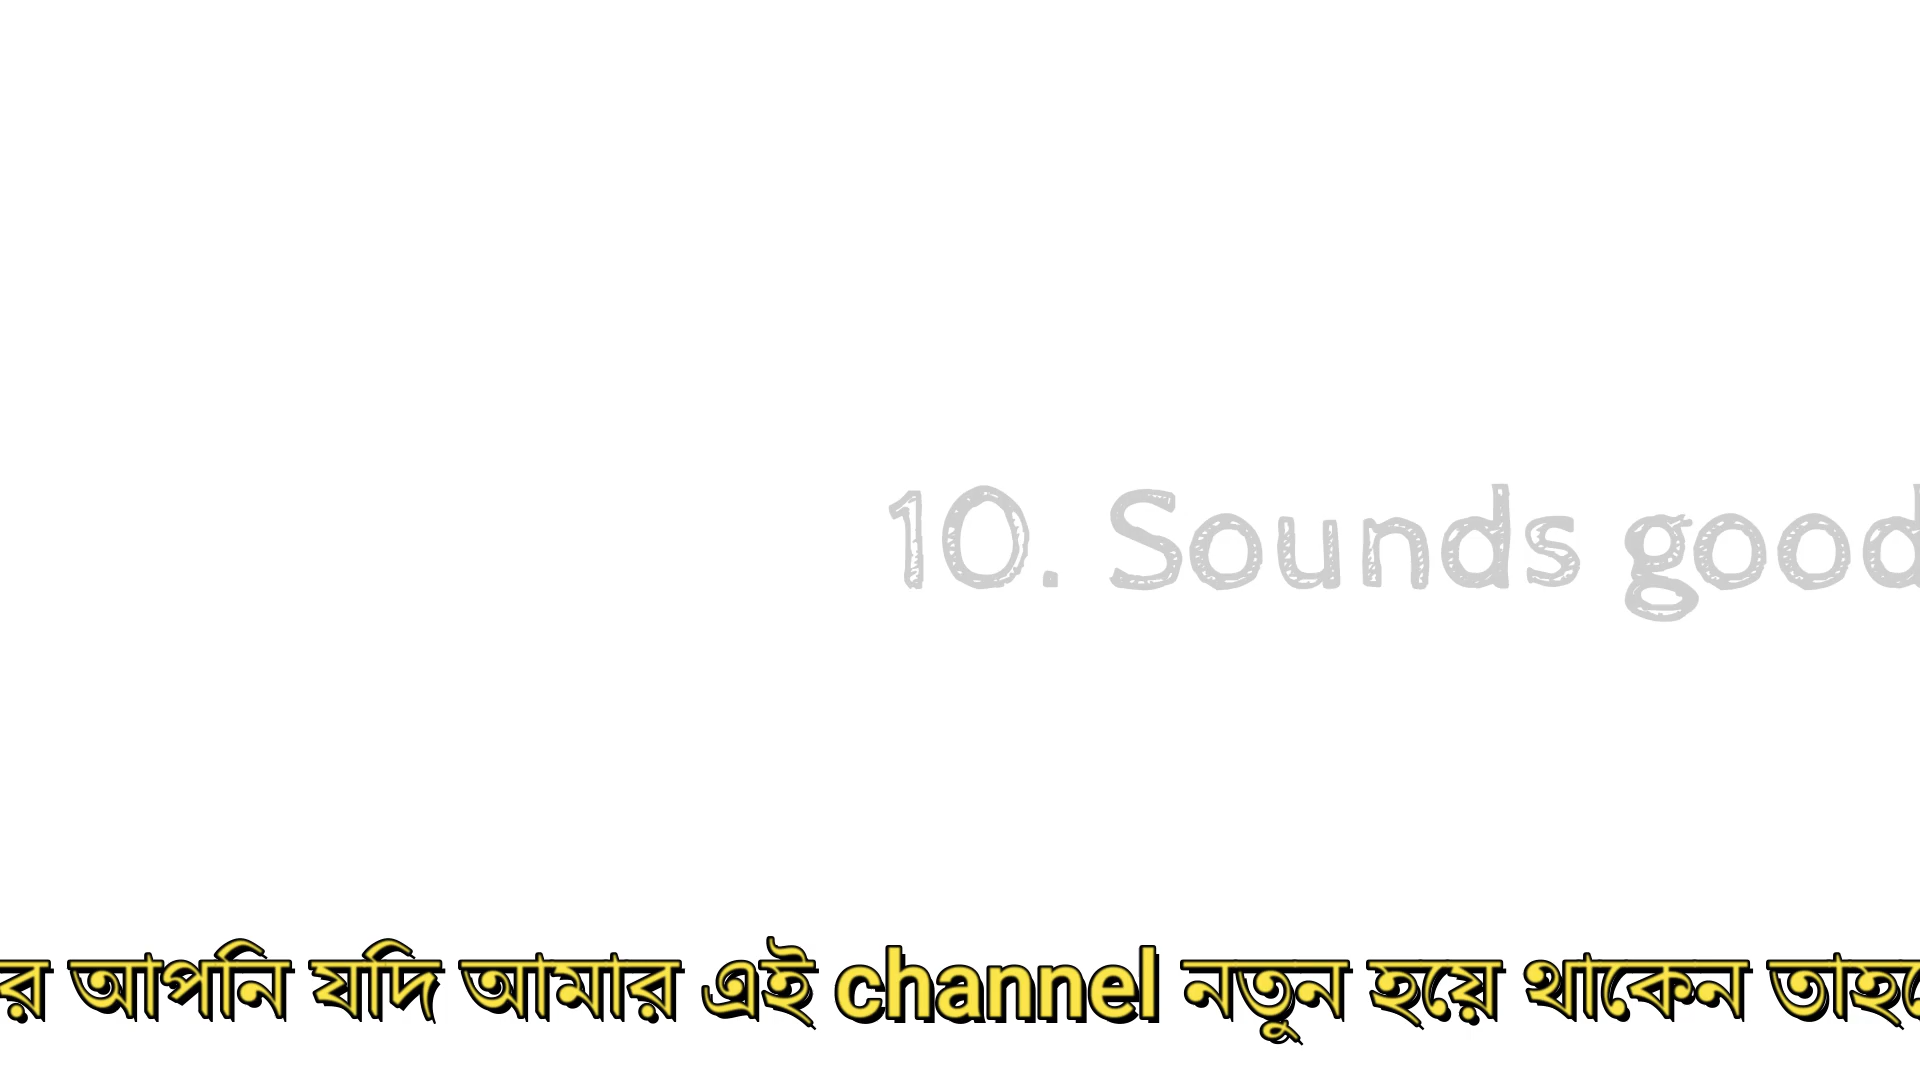 10. Sounds good
র আপনি যদি আমার এই channel নতুন হয়ে থাকেন